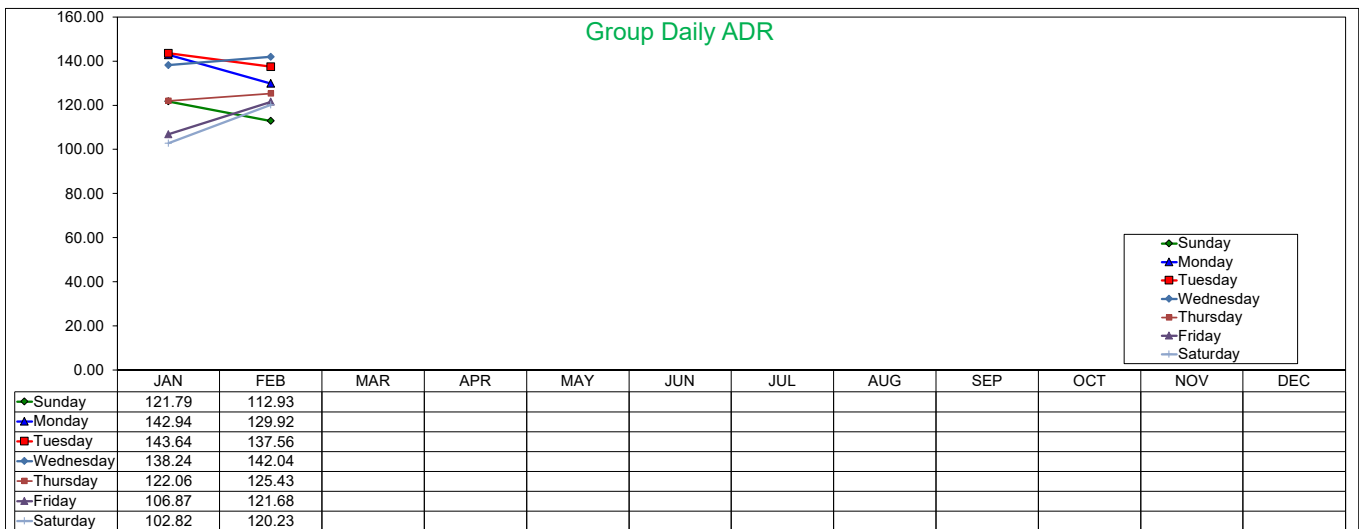 Group Daily ADR
160.00
140.00
120.00
100.00
80.00
60.00
40.00
20.00
0.00
Sunday
Monday
Tuesday
Wednesday
Thursday
Friday
Saturday
JAN FEB MAR APR MAY JUN JUL AUG SEP OCT NOV DEC
Sunday 121.79 112.93
Monday 142.94 129.92
Tuesday 143.64 137.56
Wednesday 138.24 142.04
Thursday 122.06 125.43
Friday 106.87 121.68
Saturday 102.82 120.23